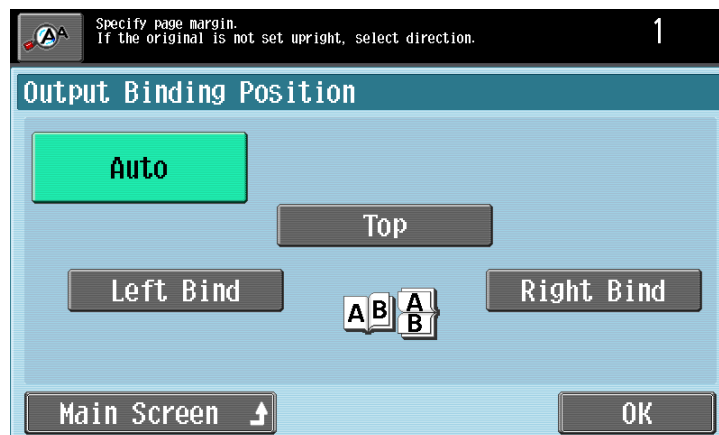 Specify page margin.
If the original is not set upright, select direction.
1
Output Binding Position
Auto
Top
Left Bind
Right Bind
A B A
B
Main Screen
OK